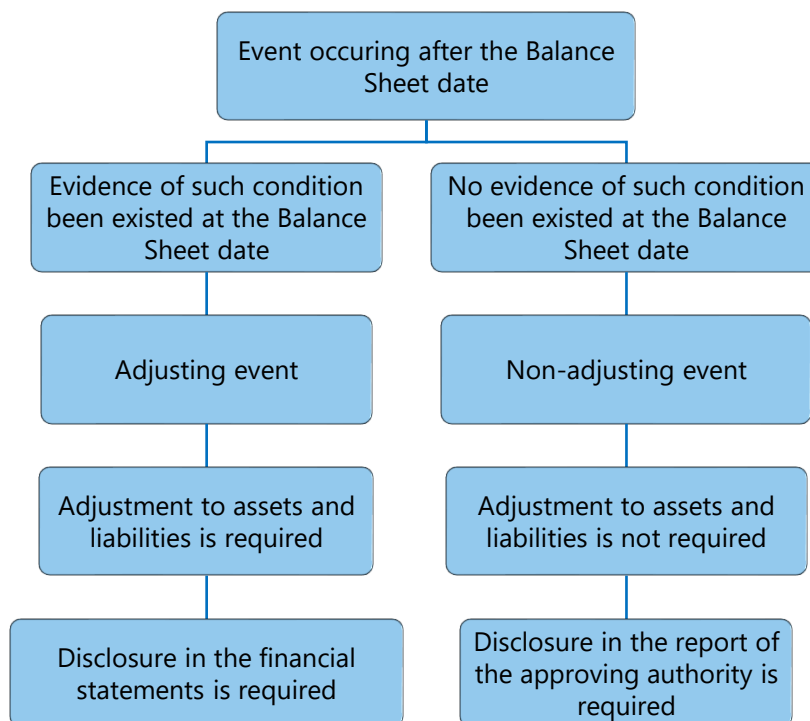 Event occuring after the Balance
Sheet date
Evidence of such condition
been existed at the Balance
Sheet date
No evidence of such condition
been existed at the Balance
Sheet date
Adjusting event
Non-adjusting event
Adjustment to assets and
liabilities is required
Adjustment to assets and
liabilities is not required
Disclosure in the financial
statements is required
Disclosure in the report of
the approving authority is
required